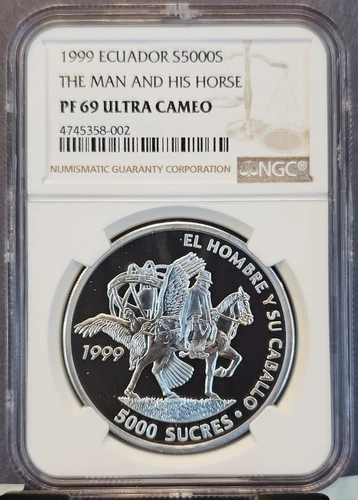 1999 ECUADOR S5000S
THE MAN AND HIS HORSE
PF 69 ULTRA CAMEO
4745358-002
NUMISMATIC GUARANTY CORPORATION
NGC®
EL HOMBRE Y SU CABALLO •
1999
5000 SUCRES